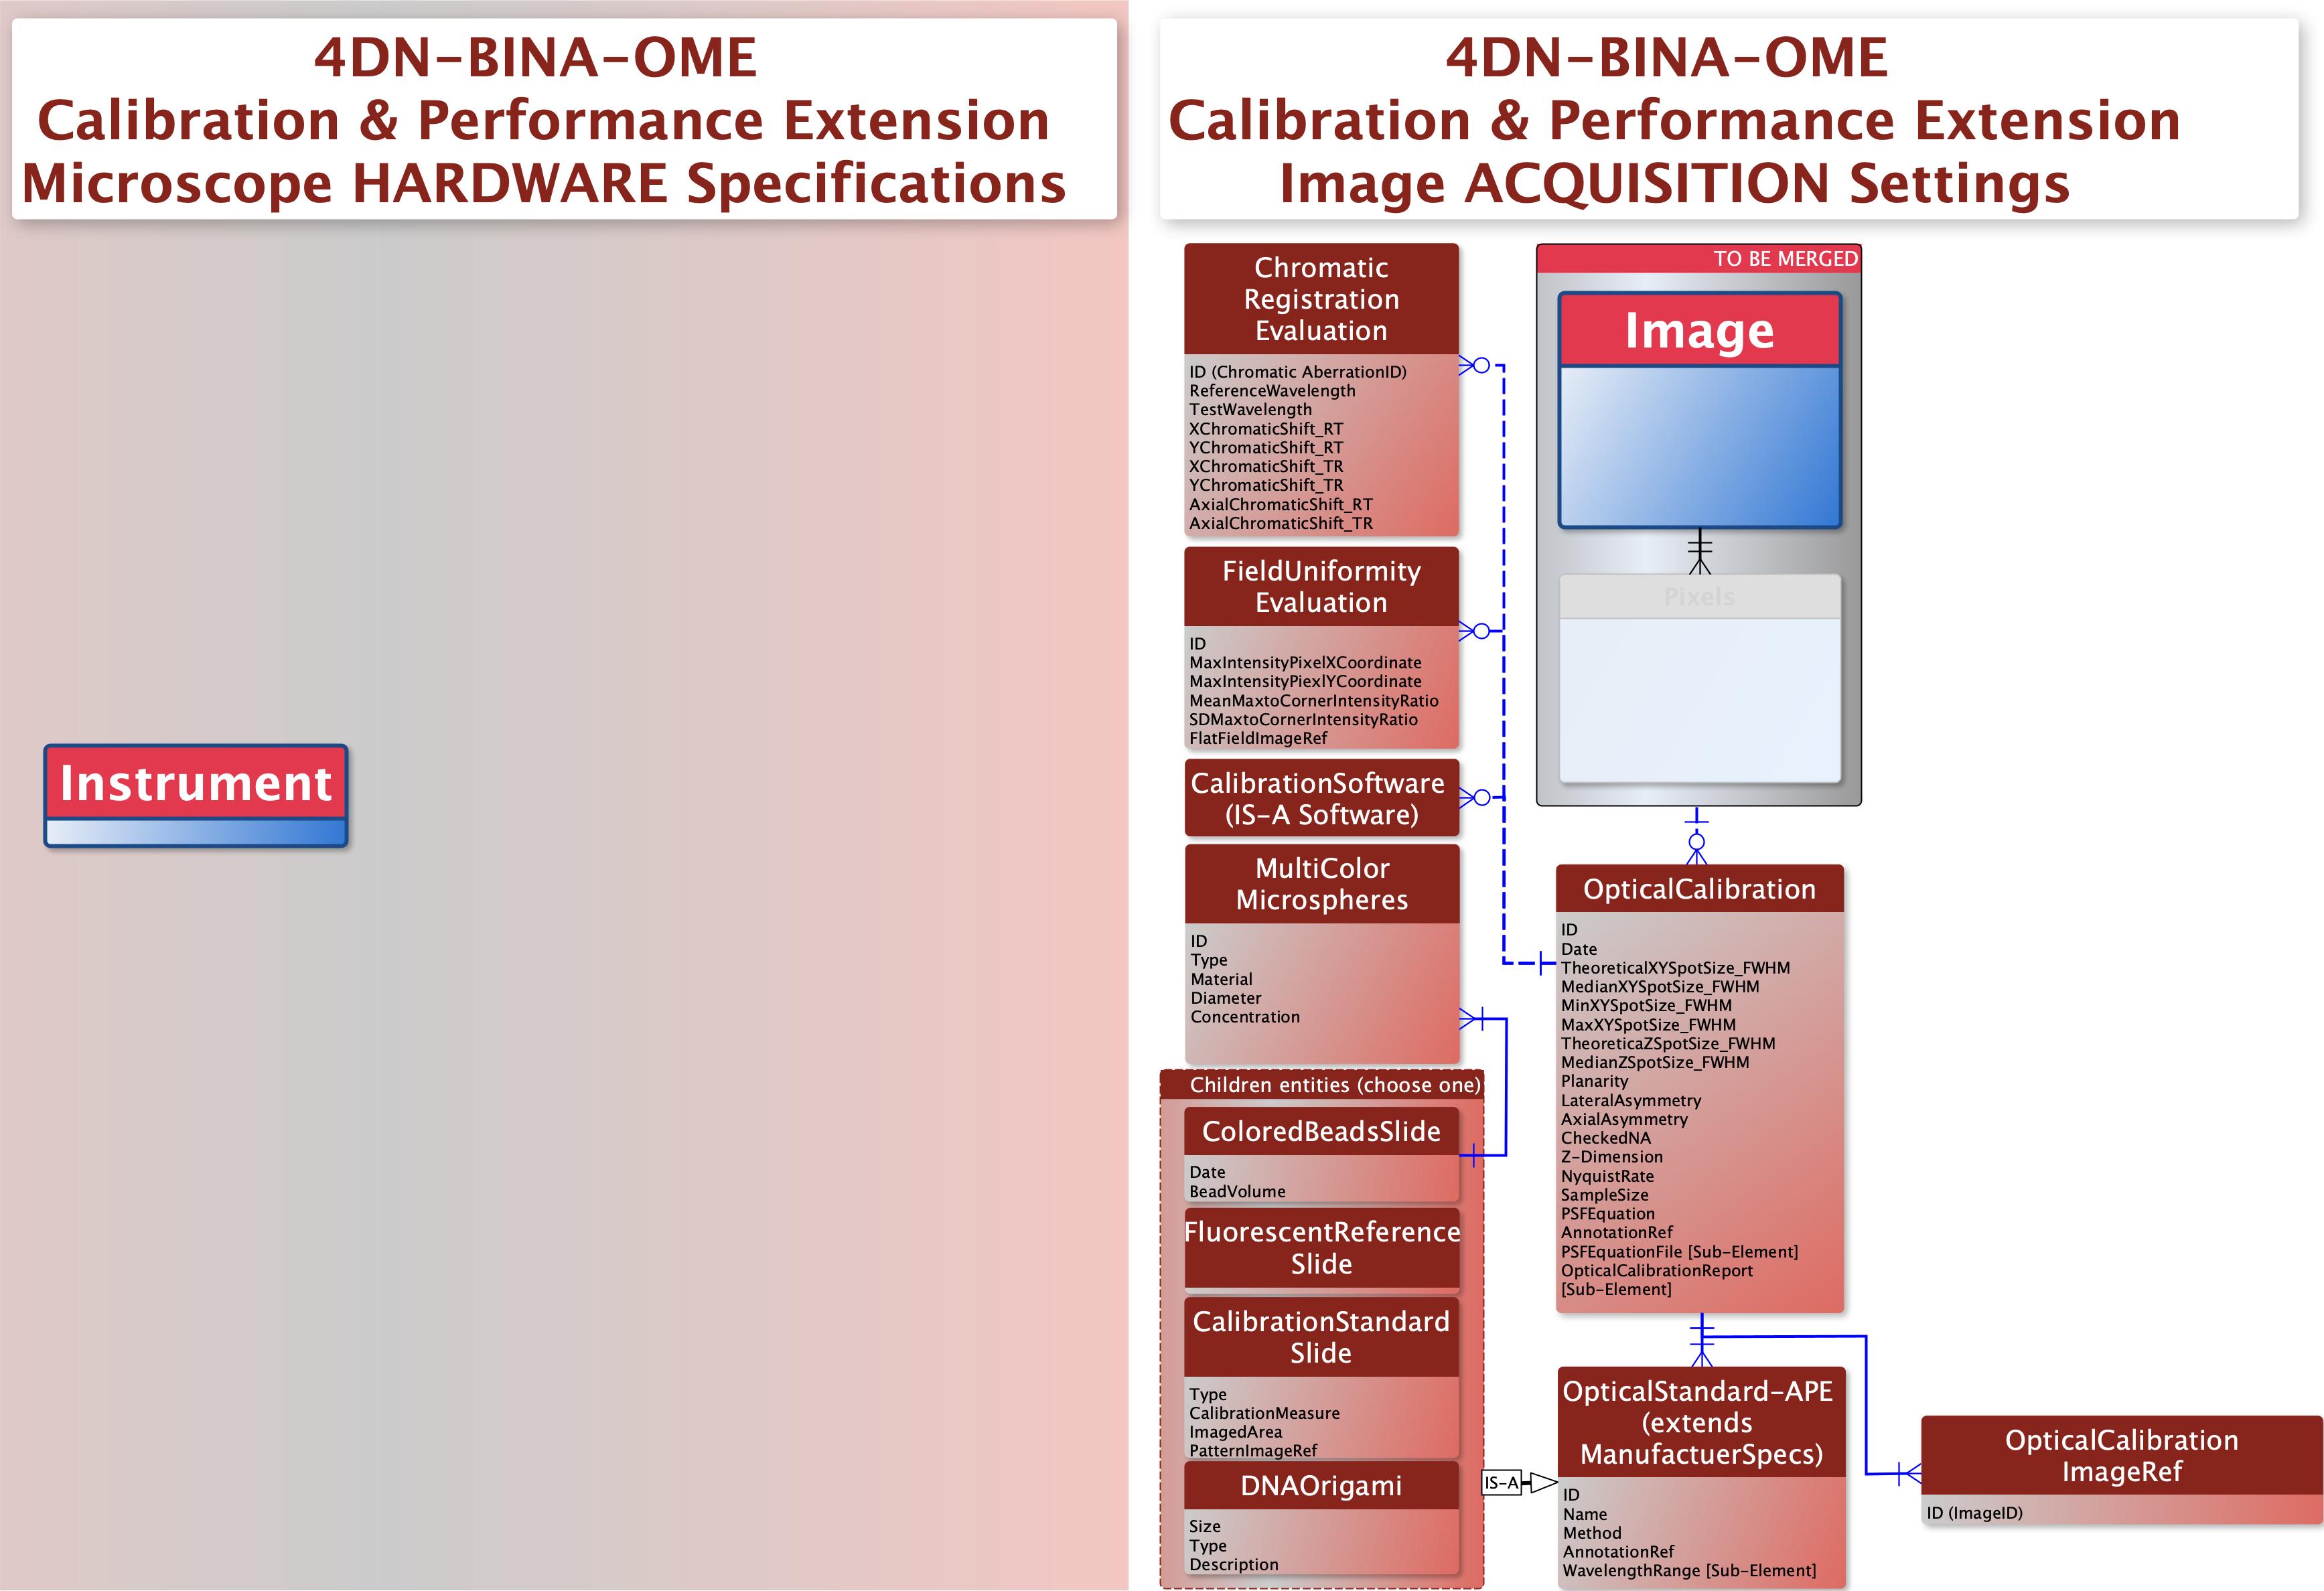 4DN-BINA-OME
Calibration & Performance Extension
Microscope HARDWARE Specifications
Instrument
4DN-BINA-OME
Calibration & Performance Extension
Image ACQUISITION Settings
Chromatic
Registration
Evaluation
ID (Chromatic AberrationID)
ReferenceWavelength
TestWavelength
XChromaticShift_RT
YChromaticShift_RT
XChromaticShift_TR
YChromaticShift_TR
AxialChromaticShift_RT
AxialChromaticShift_TR
FieldUniformity
Evaluation
ID
MaxIntensityPixelXCoordinate
MaxIntensityPiexlYCoordinate
MeanMaxtoCornerIntensityRatio
SDMaxtoCornerIntensityRatio
FlatFieldImageRef
CalibrationSoftware
(IS-A Software)
MultiColor
Microspheres
ID
Type
Material
Diameter
Concentration
Children entities (choose one)
ColoredBeadsSlide
Date
BeadVolume
FluorescentReference
Slide
CalibrationStandard
Slide
Type
CalibrationMeasure
ImagedArea
PatternImageRef
DNAOrigami
Size
Type
Description
IS-A
TO BE MERGED
Image
Pixels
OpticalCalibration
ID
Date
TheoreticalXYSpotSize_FWHM
MedianXYSpotSize_FWHM
MinXYSpotSize_FWHM
MaxXYSpotSize_FWHM
TheoreticaZSpotSize_FWHM
MedianZSpotSize_FWHM
Planarity
LateralAsymmetry
AxialAsymmetry
CheckedNA
Z-Dimension
NyquistRate
SampleSize
PSFEquation
AnnotationRef
PSFEquationFile [Sub-Element]
OpticalCalibrationReport
[Sub-Element]
OpticalStandard-APE
(extends
ManufactuerSpecs)
ID
Name
Method
AnnotationRef
WavelengthRange [Sub-Element]
OpticalCalibration
ImageRef
ID (ImageID)